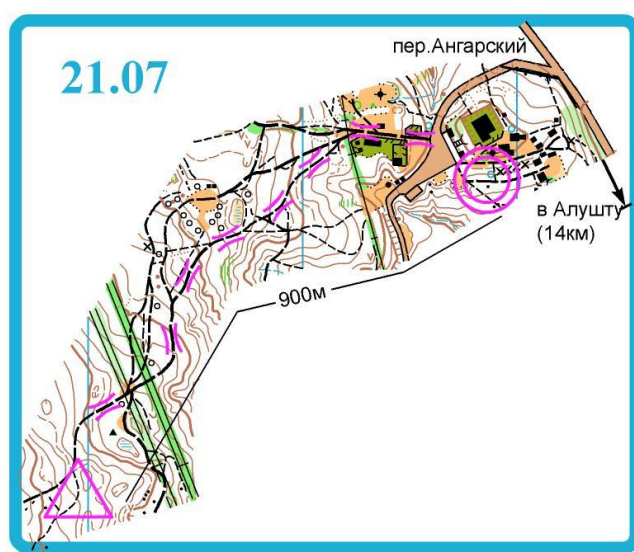 21.07
пер.Ангарский
в Алушту
(14км)
900м